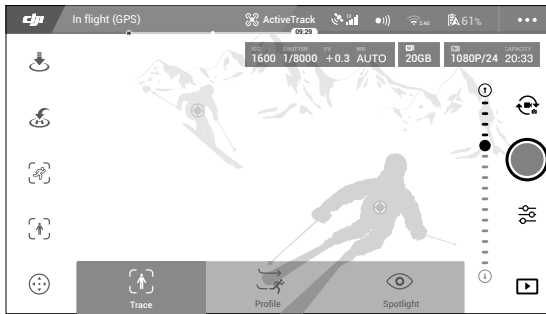 dji In flight (GPS) ActiveTrack 2.4G 61%
09:29
ISO SHUTTER EV WB CAPACITY
1600 1/8000 +0.3 AUTO 20GB 1080P/24 20:33
Trace Profile Spotlight